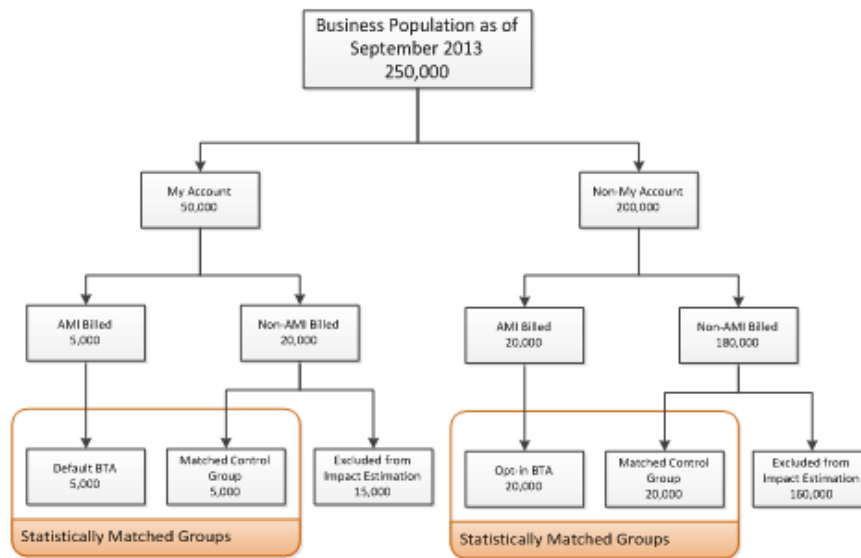 Business Population as of
September 2013
250,000
My Account
50,000
Non-My Account
200,000
AMI Billed
5,000
Non-AMI Billed
20,000
AMI Billed
20,000
Non-AMI Billed
180,000
Default BTA
5,000
Matched Control
Group
5,000
Excluded from
Impact Estimation
15,000
Opt-in BTA
20,000
Matched Control
Group
20,000
Excluded from
Impact Estimation
160,000
Statistically Matched Groups
Statistically Matched Groups